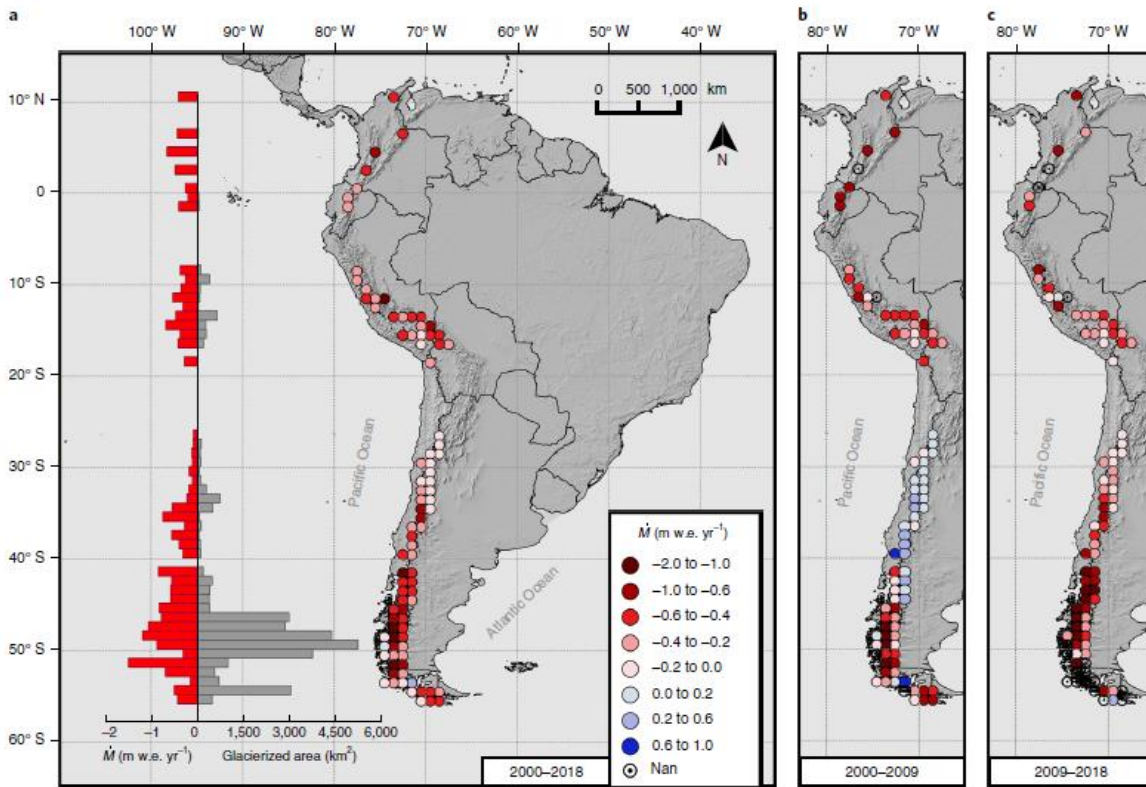 a
b
c
100° W 90° W 80° W 70° W 60° W 50° W 40° W
80° W 70° W
80° W 70° W
10° N
0
10° S
20° S
30° S
40° S
50° S
60° S
0 500 1,000 km
N
Pacific Ocean
Atlantic Ocean
Pacific Ocean
Pacific Ocean
Ṁ (m w.e. yr⁻¹)
−2.0 to −1.0
−1.0 to −0.6
−0.6 to −0.4
−0.4 to −0.2
−0.2 to 0.0
0.0 to 0.2
0.2 to 0.6
0.6 to 1.0
Nan
−2 −1 0 1,500 3,000 4,500 6,000
Ṁ (m w.e. yr⁻¹) Glacierized area (km²)
2000–2018
2000–2009
2009–2018